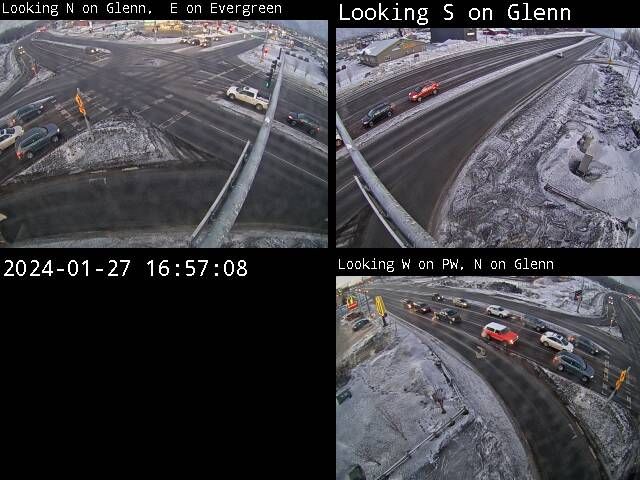 Looking N on Glenn,  E on Evergreen
Looking S on Glenn
2024-01-27 16:57:08
Looking W on PW, N on Glenn